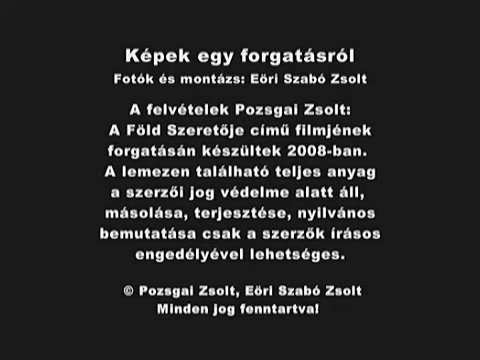 Képek egy forgatásról
Fotók és montázs: Eöri Szabó Zsolt
A felvételek Pozsgai Zsolt:
A Föld Szeretője című filmjének
forgatásán készültek 2008-ban.
A lemezen található teljes anyag
a szerzői jog védelme alatt áll,
másolása, terjesztése, nyilvános
bemutatása csak a szerzők írásos
engedélyével lehetséges.
© Pozsgai Zsolt, Eöri Szabó Zsolt
Minden jog fenntartva!